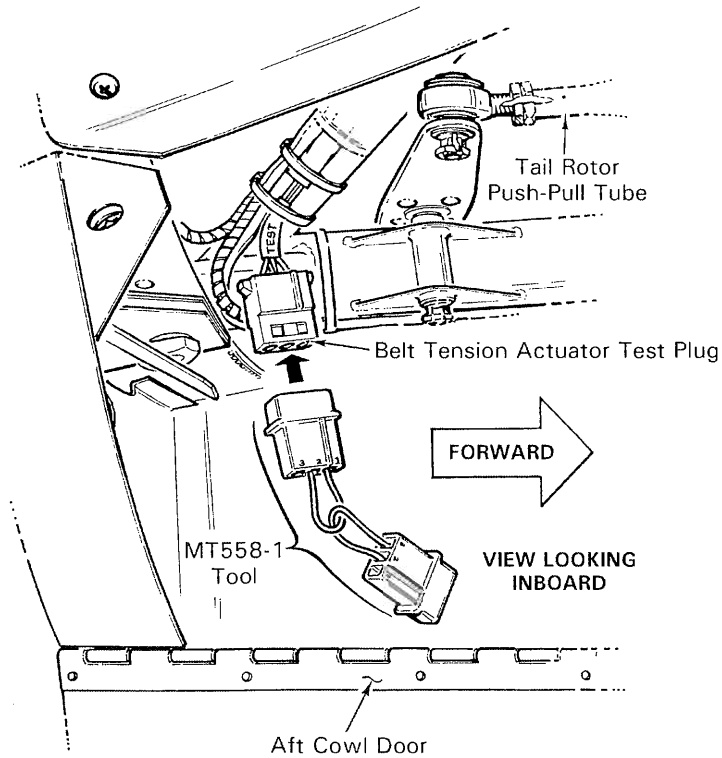 Tail Rotor
Push-Pull Tube
TEST
Belt Tension Actuator Test Plug
FORWARD
3 2 1
MT558-1
Tool
VIEW LOOKING
INBOARD
Aft Cowl Door